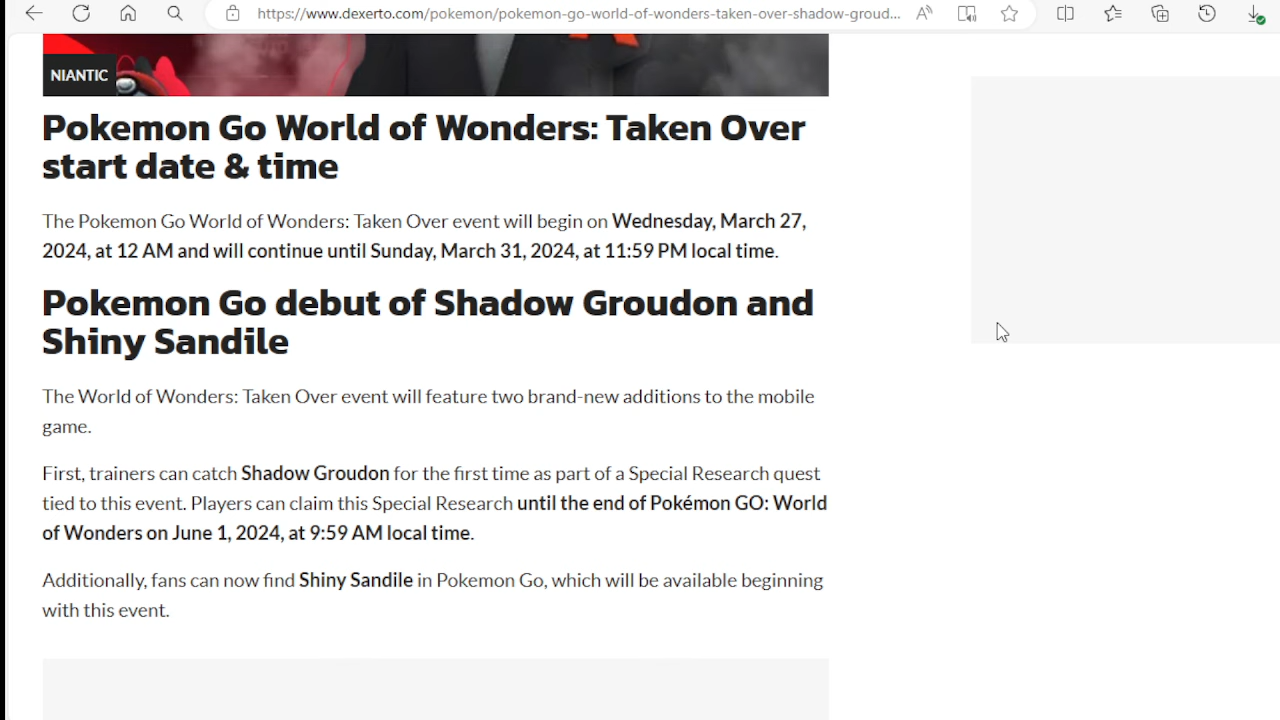 https://www.dexerto.com/pokemon/pokemon-go-world-of-wonders-taken-over-shadow-groud...
NIANTIC
Pokemon Go World of Wonders: Taken Over
start date & time
The Pokemon Go World of Wonders: Taken Over event will begin on Wednesday, March 27,
2024, at 12 AM and will continue until Sunday, March 31, 2024, at 11:59 PM local time.
Pokemon Go debut of Shadow Groudon and
Shiny Sandile
The World of Wonders: Taken Over event will feature two brand-new additions to the mobile
game.
First, trainers can catch Shadow Groudon for the first time as part of a Special Research quest
tied to this event. Players can claim this Special Research until the end of Pokémon GO: World
of Wonders on June 1, 2024, at 9:59 AM local time.
Additionally, fans can now find Shiny Sandile in Pokemon Go, which will be available beginning
with this event.